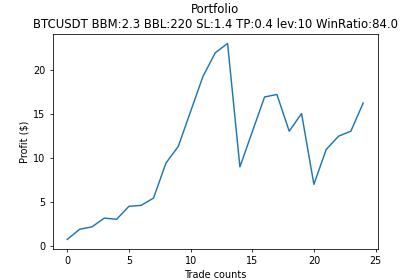 Portfolio
BTCUSDT BBM:2.3 BBL:220 SL:1.4 TP:0.4 lev:10 WinRatio:84.0
20
15
10
5
0
Profit ($)
0 5 10 15 20 25
Trade counts